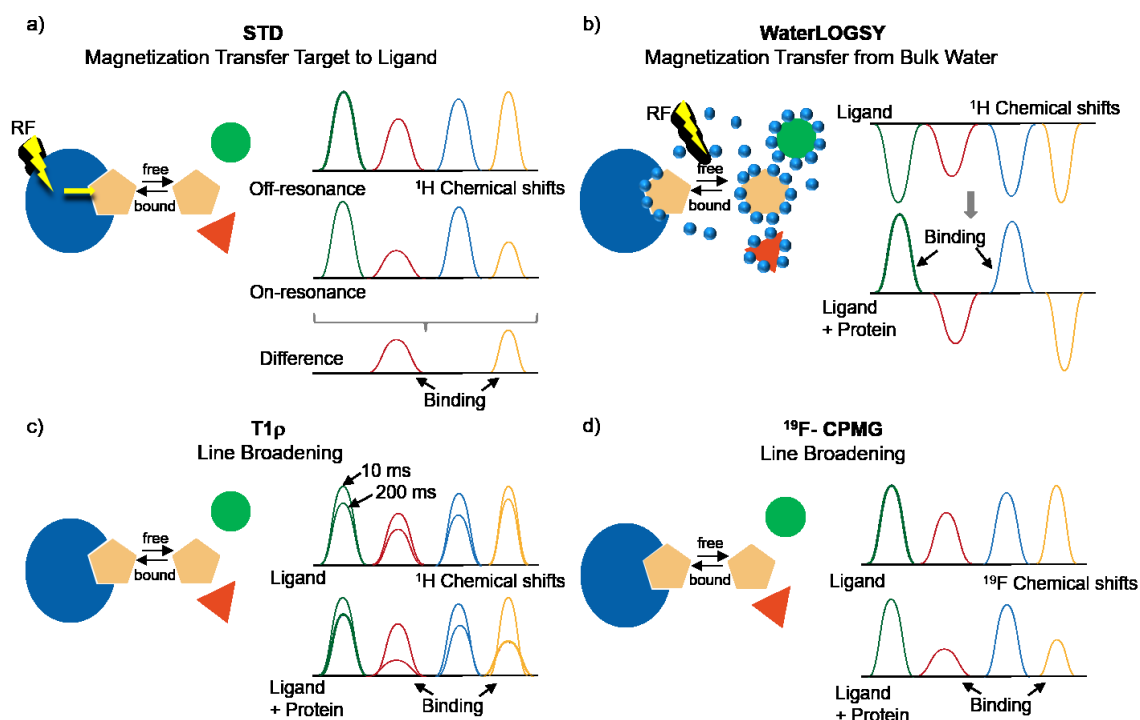 a)
STD
Magnetization Transfer Target to Ligand
RF
free
bound
Off-resonance
¹H Chemical shifts
On-resonance
Difference
Binding
b)
WaterLOGSY
Magnetization Transfer from Bulk Water
RF
free
bound
Ligand
¹H Chemical shifts
Binding
Ligand
+ Protein
c)
T1ρ
Line Broadening
10 ms
200 ms
free
bound
Ligand
¹H Chemical shifts
Ligand
+ Protein
Binding
d)
¹⁹F- CPMG
Line Broadening
free
bound
Ligand
¹⁹F Chemical shifts
Ligand
+ Protein
Binding